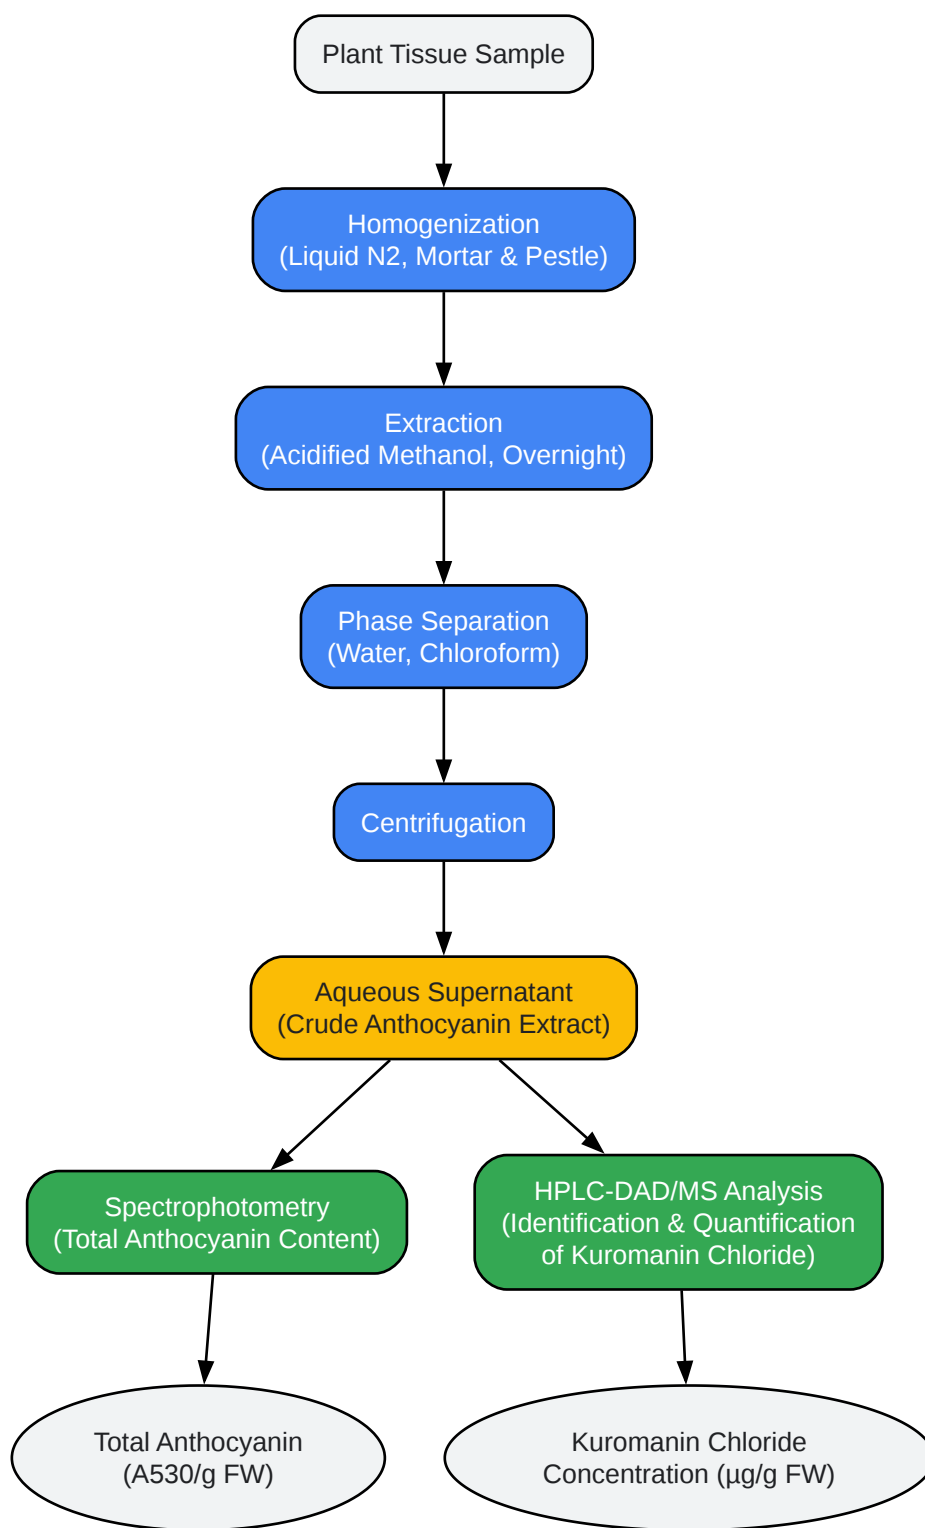 Plant Tissue Sample
Homogenization
(Liquid N2, Mortar & Pestle)
Extraction
(Acidified Methanol, Overnight)
Phase Separation
(Water, Chloroform)
Centrifugation
Aqueous Supernatant
(Crude Anthocyanin Extract)
Spectrophotometry
(Total Anthocyanin Content)
HPLC-DAD/MS Analysis
(Identification & Quantification
of Kuromanin Chloride)
Total Anthocyanin
(A530/g FW)
Kuromanin Chloride
Concentration (µg/g FW)